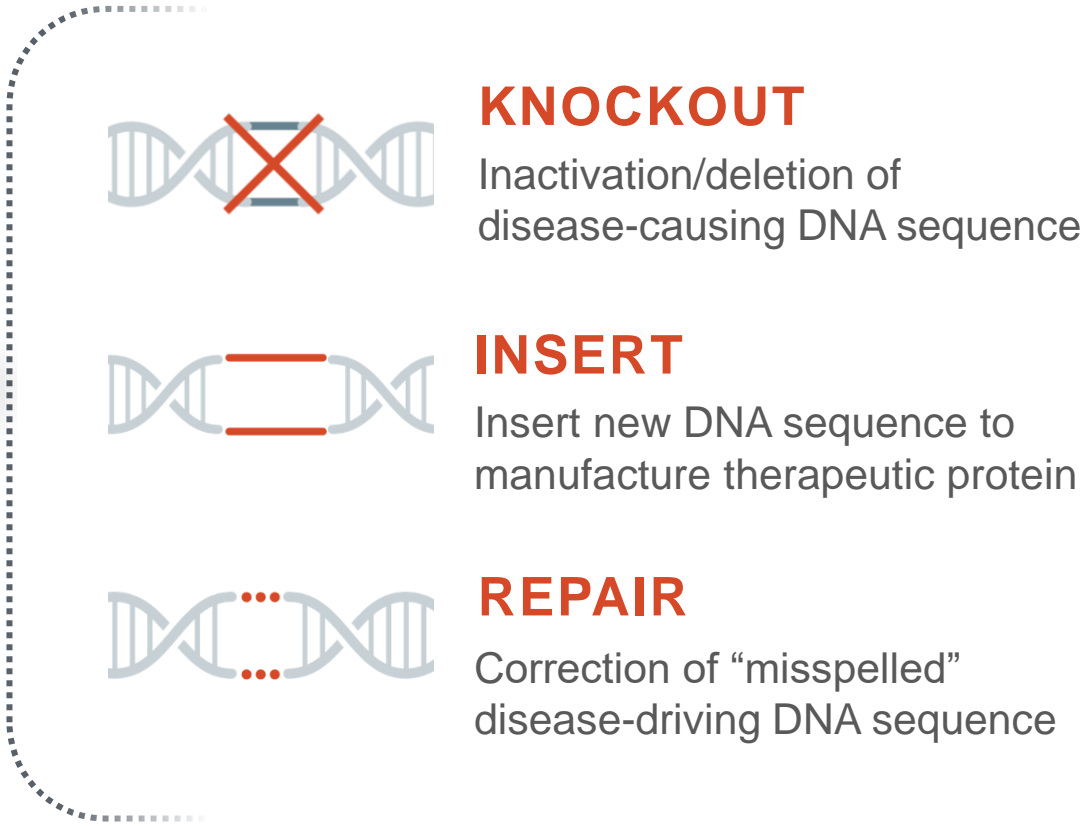 KNOCKOUT
Inactivation/deletion of
disease-causing DNA sequence
INSERT
Insert new DNA sequence to
manufacture therapeutic protein
REPAIR
Correction of “misspelled”
disease-driving DNA sequence